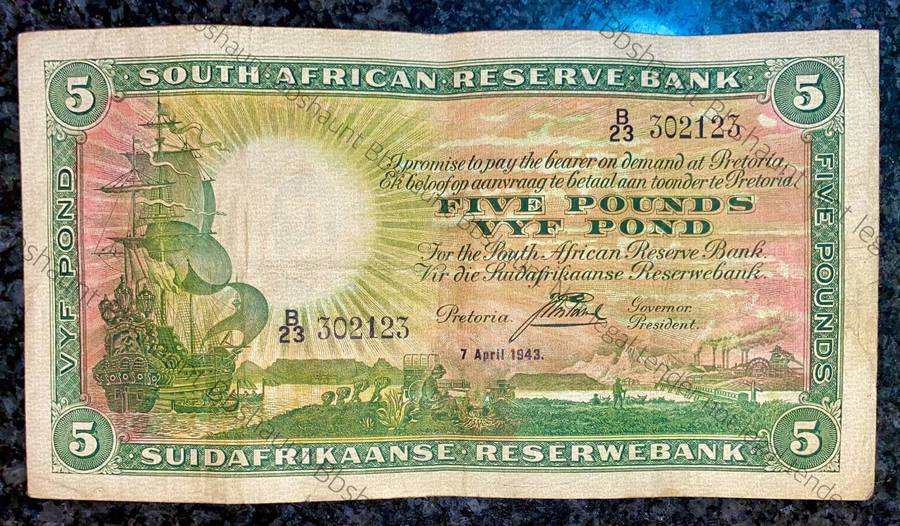 5 SOUTH·AFRICAN·RESERVE·BANK· 5
B/23 302123
I promise to pay the bearer on demand at Pretoria,
Ek beloof op aanvraag te betaal aan toonder te Pretoria
FIVE POUNDS
VYF POND
For the South African Reserve Bank.
Vir die Suidafrikaanse Reserwebank.
B/23 302123
Pretoria.
Governor.
President.
7 April 1943.
VYF POND
FIVE POUNDS
5 ·SUIDAFRIKAANSE·RESERWEBANK· 5
Bbshaunt